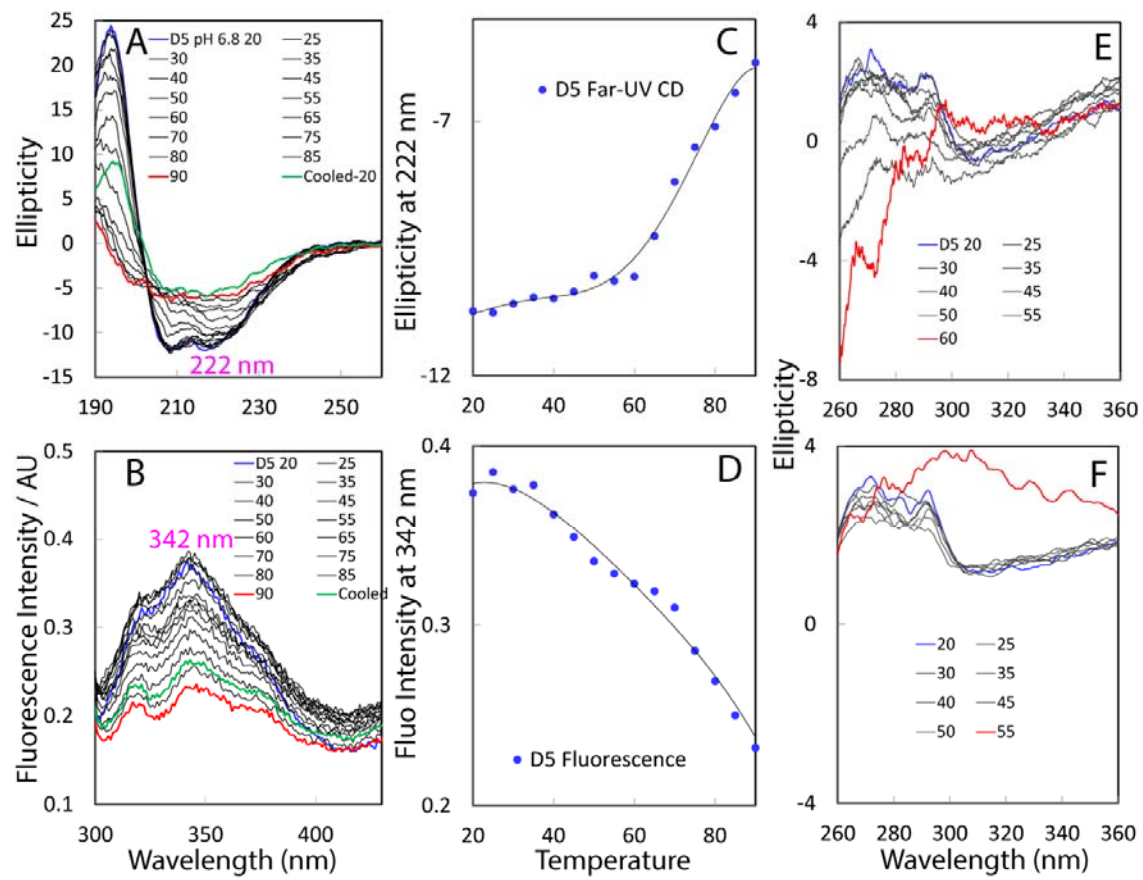 A
D5 pH 6.8 20 25
30 35
40 45
50 55
60 65
70 75
80 85
90 Cooled-20
222 nm
Ellipticity
25
20
15
10
5
0
-5
-10
-15
190 210 230 250
B
D5 20 25
30 35
40 45
50 55
60 65
70 75
80 85
90 Cooled
342 nm
Fluorescence Intensity / AU
0.5
0.4
0.3
0.2
0.1
300 350 400
Wavelength (nm)
C
D5 Far-UV CD
Ellipticity at 222 nm
-7
-12
20 40 60 80
D
D5 Fluorescence
Fluo Intensity at 342 nm
0.4
0.3
0.2
20 40 60 80
Temperature
E
D5 20 25
30 35
40 45
50 55
60
Ellipticity
4
0
-4
-8
260 280 300 320 340 360
F
20 25
30 35
40 45
50 55
Ellipticity
4
0
-4
260 280 300 320 340 360
Wavelength (nm)